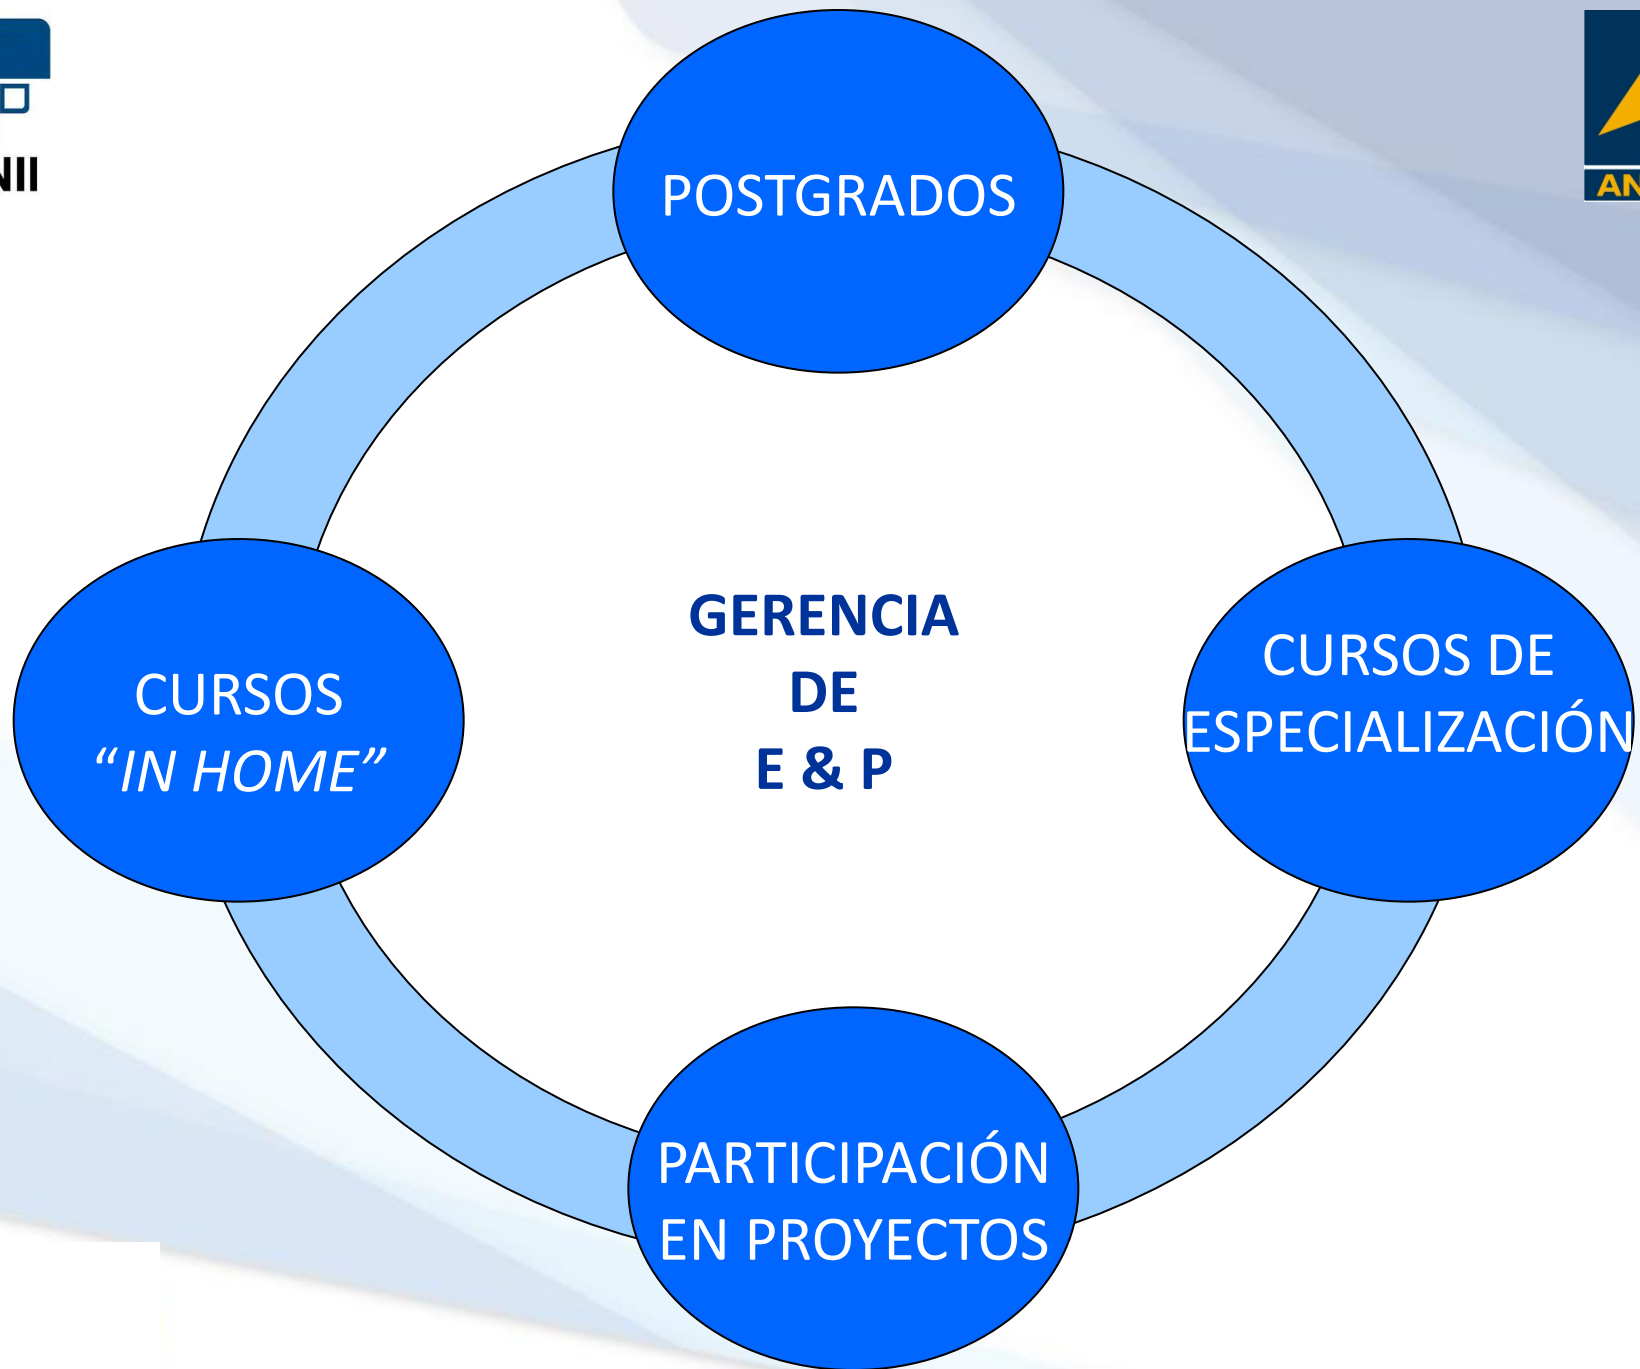 POSTGRADOS
GERENCIA
DE
E & P
CURSOS
“IN HOME”
CURSOS DE
ESPECIALIZACIÓN
PARTICIPACIÓN
EN PROYECTOS